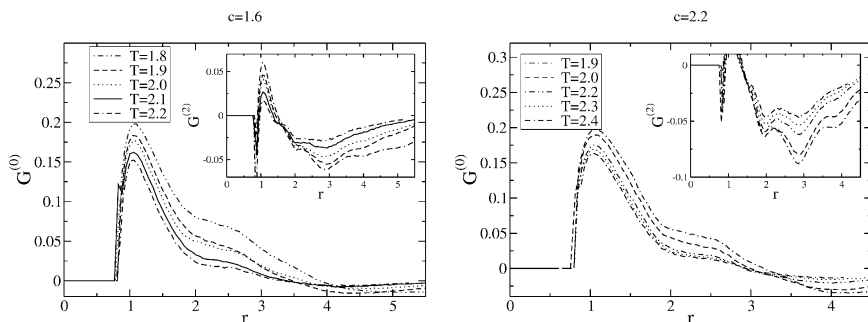 c=1.6
c=2.2
0.25
0.2
0.15
0.1
0.05
0
G(0)
T=1.8
T=1.9
T=2.0
T=2.1
T=2.2
0.05
0
-0.05
G(2)
0 1 2 3 4 5
r
0 1 2 3 4 5
r
0.3
0.25
0.2
0.15
0.1
0.05
0
G(0)
T=1.9
T=2.0
T=2.2
T=2.3
T=2.4
0
-0.05
-0.1
G(2)
0 1 2 3 4
r
0 1 2 3 4
r